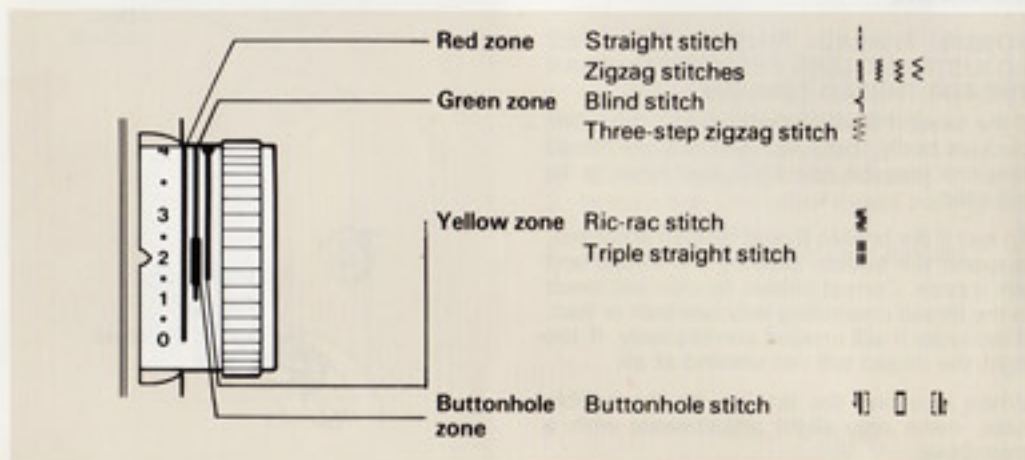 Red zone Straight stitch
Zigzag stitches
Green zone Blind stitch
Three-step zigzag stitch
Yellow zone Ric-rac stitch
Triple straight stitch
Buttonhole zone Buttonhole stitch
4
3
2
1
0